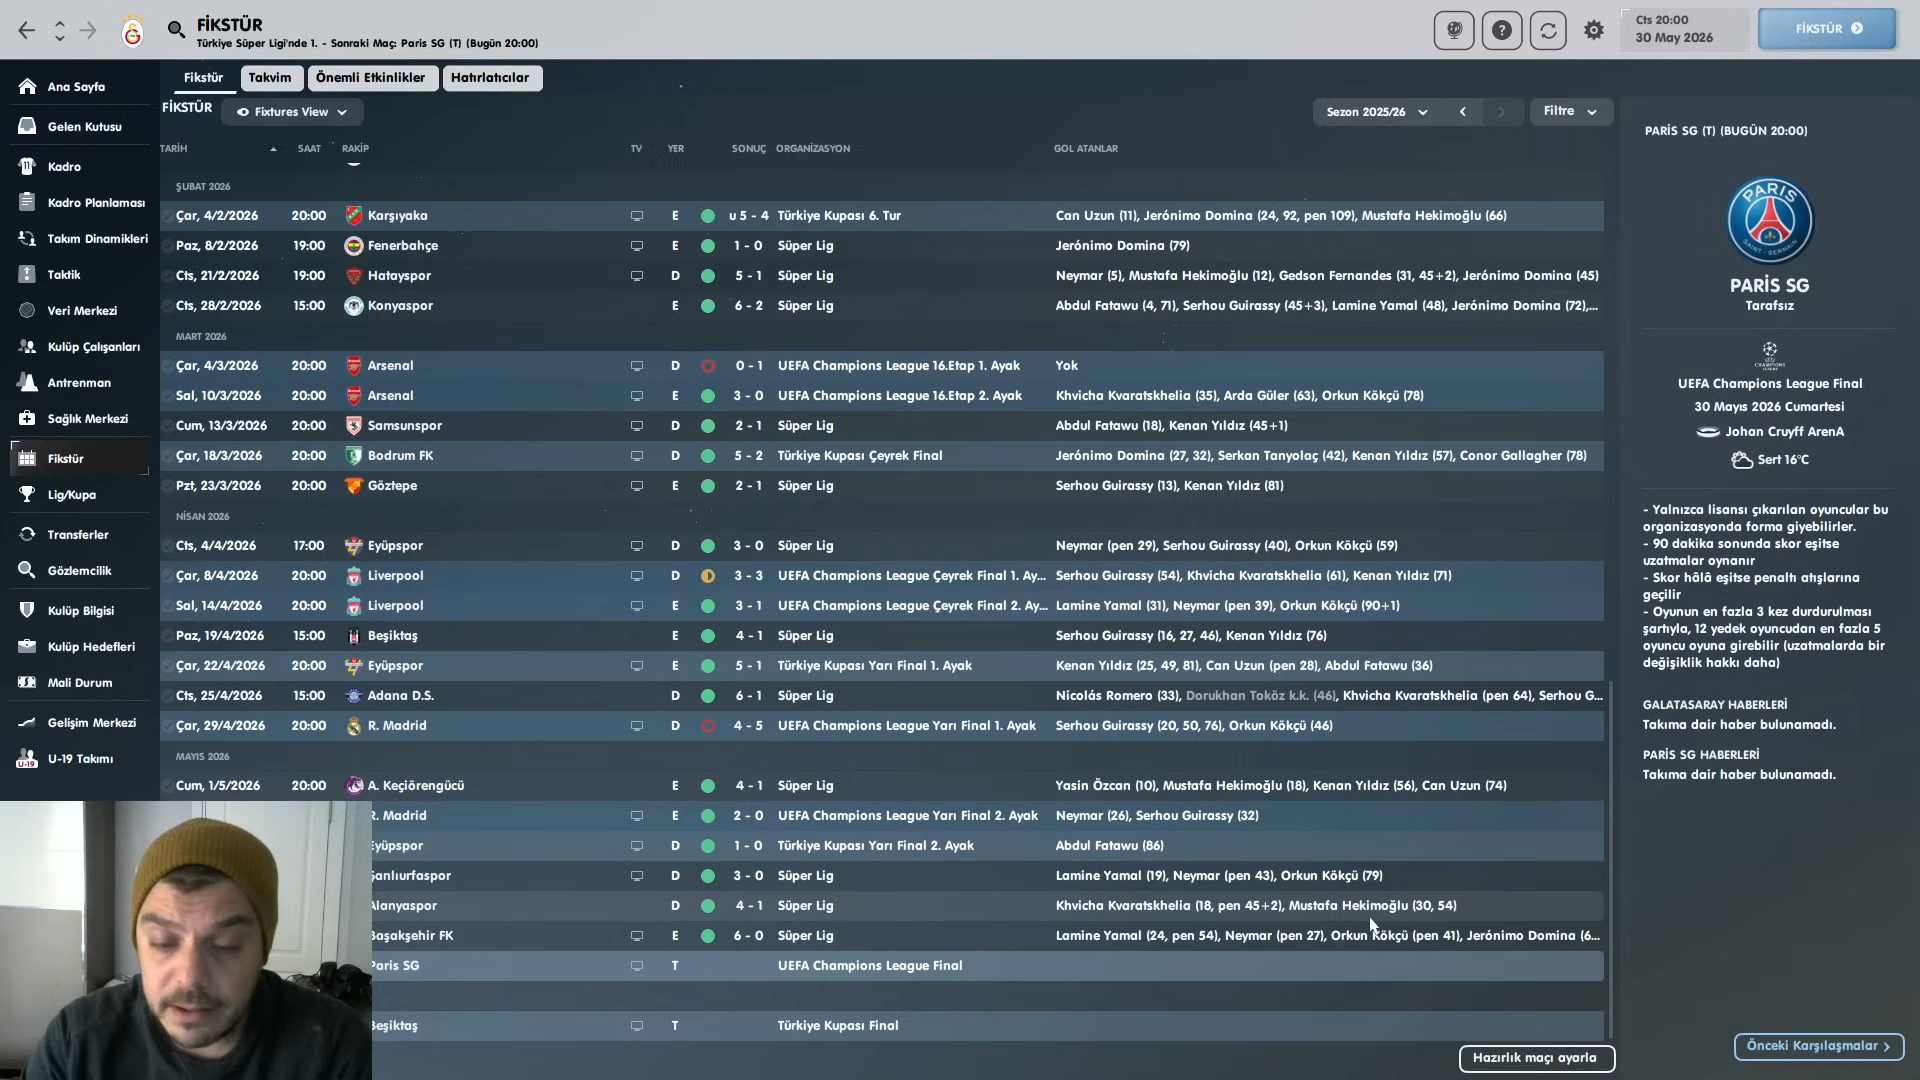 FİKSTÜR
Türkiye Süper Ligi'nde 1. - Sonraki Maç: Paris SG (T) (Bugün 20:00)
Cts 20:00
30 May 2026
FİKSTÜR
Fikstür
Takvim
Önemli Etkinlikler
Hatırlatıcılar
FİKSTÜR
Fixtures View
Sezon 2025/26
Filtre
TARİH SAAT RAKİP TV YER SONUÇ ORGANİZASYON GOL ATANLAR
ŞUBAT 2026
Çar, 4/2/2026 20:00 Karşıyaka E u 5 - 4 Türkiye Kupası 6. Tur Can Uzun (11), Jerónimo Domina (24, 92, pen 109), Mustafa Hekimoğlu (66)
Paz, 8/2/2026 19:00 Fenerbahçe E 1 - 0 Süper Lig Jerónimo Domina (79)
Cts, 21/2/2026 19:00 Hatayspor D 5 - 1 Süper Lig Neymar (5), Mustafa Hekimoğlu (12), Gedson Fernandes (31, 45+2), Jerónimo Domina (45)
Cts, 28/2/2026 15:00 Konyaspor E 6 - 2 Süper Lig Abdul Fatawu (4, 71), Serhou Guirassy (45+3), Lamine Yamal (48), Jerónimo Domina (72),...
MART 2026
Çar, 4/3/2026 20:00 Arsenal D 0 - 1 UEFA Champions League 16.Etap 1. Ayak Yok
Sal, 10/3/2026 20:00 Arsenal E 3 - 0 UEFA Champions League 16.Etap 2. Ayak Khvicha Kvaratskhelia (35), Arda Güler (63), Orkun Kökçü (78)
Cum, 13/3/2026 20:00 Samsunspor D 2 - 1 Süper Lig Abdul Fatawu (18), Kenan Yıldız (45+1)
Çar, 18/3/2026 20:00 Bodrum FK D 5 - 2 Türkiye Kupası Çeyrek Final Jerónimo Domina (27, 32), Serkan Tanyolaç (42), Kenan Yıldız (57), Conor Gallagher (78)
Pzt, 23/3/2026 20:00 Göztepe E 2 - 1 Süper Lig Serhou Guirassy (13), Kenan Yıldız (81)
NİSAN 2026
Cts, 4/4/2026 17:00 Eyüpspor D 3 - 0 Süper Lig Neymar (pen 29), Serhou Guirassy (40), Orkun Kökçü (59)
Çar, 8/4/2026 20:00 Liverpool D 3 - 3 UEFA Champions League Çeyrek Final 1. Ay... Serhou Guirassy (54), Khvicha Kvaratskhelia (61), Kenan Yıldız (71)
Sal, 14/4/2026 20:00 Liverpool E 3 - 1 UEFA Champions League Çeyrek Final 2. Ay... Lamine Yamal (31), Neymar (pen 39), Orkun Kökçü (90+1)
Paz, 19/4/2026 15:00 Beşiktaş E 4 - 1 Süper Lig Serhou Guirassy (16, 27, 46), Kenan Yıldız (76)
Çar, 22/4/2026 20:00 Eyüpspor E 5 - 1 Türkiye Kupası Yarı Final 1. Ayak Kenan Yıldız (25, 49, 81), Can Uzun (pen 28), Abdul Fatawu (36)
Cts, 25/4/2026 15:00 Adana D.S. D 6 - 1 Süper Lig Nicolás Romero (33), Dorukhan Toköz k.k. (46), Khvicha Kvaratskhelia (pen 64), Serhou G...
Çar, 29/4/2026 20:00 R. Madrid D 4 - 5 UEFA Champions League Yarı Final 1. Ayak Serhou Guirassy (20, 50, 76), Orkun Kökçü (46)
MAYIS 2026
Cum, 1/5/2026 20:00 A. Keçiörengücü E 4 - 1 Süper Lig Yasin Özcan (10), Mustafa Hekimoğlu (18), Kenan Yıldız (56), Can Uzun (74)
R. Madrid E 2 - 0 UEFA Champions League Yarı Final 2. Ayak Neymar (26), Serhou Guirassy (32)
Eyüpspor D 1 - 0 Türkiye Kupası Yarı Final 2. Ayak Abdul Fatawu (86)
Şanlıurfaspor D 3 - 0 Süper Lig Lamine Yamal (19), Neymar (pen 43), Orkun Kökçü (79)
Alanyaspor D 4 - 1 Süper Lig Khvicha Kvaratskhelia (18, pen 45+2), Mustafa Hekimoğlu (30, 54)
Başakşehir FK E 6 - 0 Süper Lig Lamine Yamal (24, pen 54), Neymar (pen 27), Orkun Kökçü (pen 41), Jerónimo Domina (6...
Paris SG T UEFA Champions League Final
Beşiktaş T Türkiye Kupası Final
Hazırlık maçı ayarla
Ana Sayfa
Gelen Kutusu
Kadro
Kadro Planlaması
Takım Dinamikleri
Taktik
Veri Merkezi
Kulüp Çalışanları
Antrenman
Sağlık Merkezi
Fikstür
Lig/Kupa
Transferler
Gözlemcilik
Kulüp Bilgisi
Kulüp Hedefleri
Mali Durum
Gelişim Merkezi
U-19 Takımı
PARİS SG (T) (BUGÜN 20:00)
PARIS
SAINT-GERMAIN
PARİS SG
Tarafsız
CHAMPIONS
LEAGUE
UEFA Champions League Final
30 Mayıs 2026 Cumartesi
Johan Cruyff ArenA
Sert 16°C
- Yalnızca lisansı çıkarılan oyuncular bu
organizasyonda forma giyebilirler.
- 90 dakika sonunda skor eşitse
uzatmalar oynanır
- Skor hâlâ eşitse penaltı atışlarına
geçilir
- Oyunun en fazla 3 kez durdurulması
şartıyla, 12 yedek oyuncudan en fazla 5
oyuncu oyuna girebilir (uzatmalarda bir
değişiklik hakkı daha)
GALATASARAY HABERLERİ
Takıma dair haber bulunamadı.
PARİS SG HABERLERİ
Takıma dair haber bulunamadı.
Önceki Karşılaşmalar